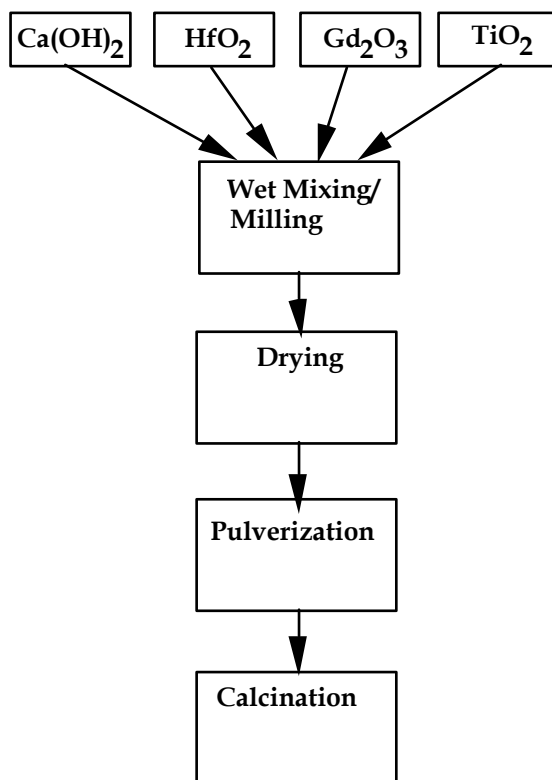 Ca(OH)2
HfO2
Gd2O3
TiO2
Wet Mixing/
Milling
Drying
Pulverization
Calcination